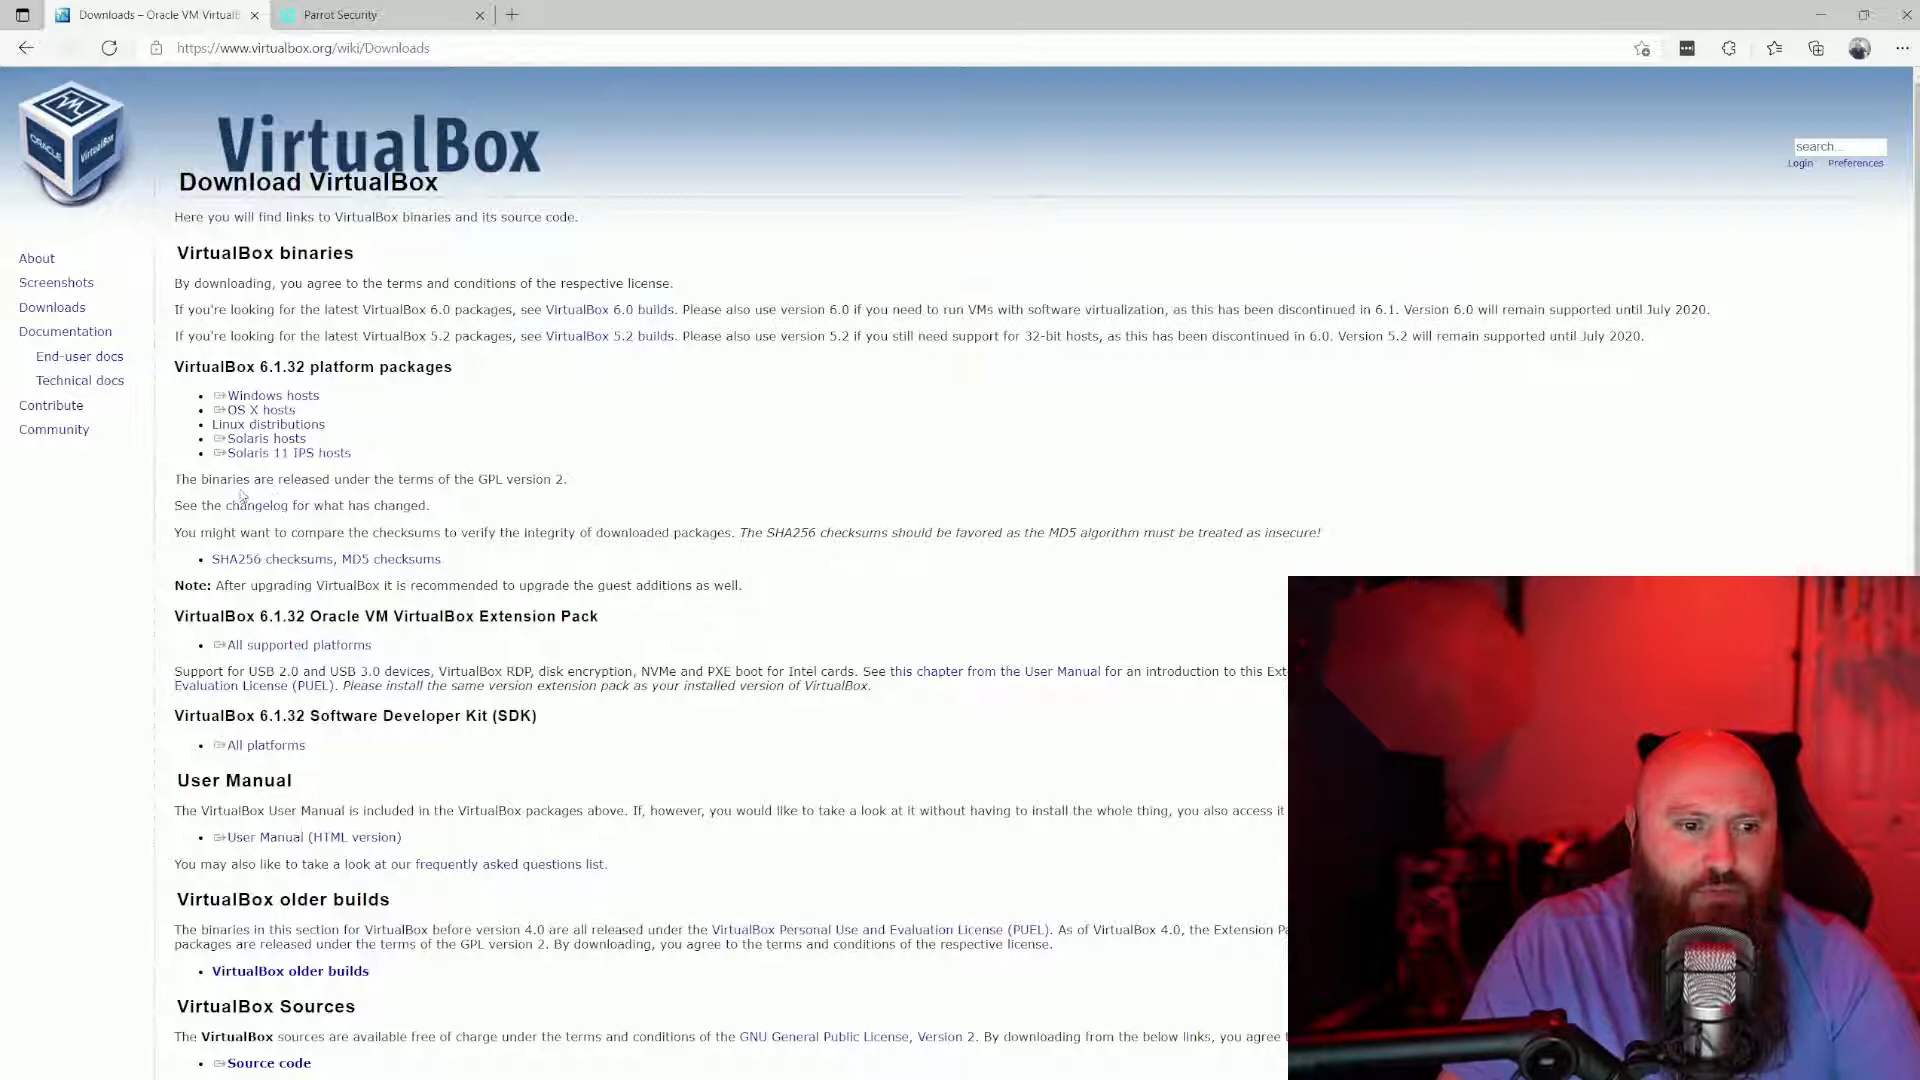 Downloads – Oracle VM VirtualB
Parrot Security
https://www.virtualbox.org/wiki/Downloads
VirtualBox
ORACLE
VirtualBox
search...
Login Preferences
Download VirtualBox
Here you will find links to VirtualBox binaries and its source code.
About
Screenshots
Downloads
Documentation
End-user docs
Technical docs
Contribute
Community
VirtualBox binaries
By downloading, you agree to the terms and conditions of the respective license.
If you're looking for the latest VirtualBox 6.0 packages, see VirtualBox 6.0 builds. Please also use version 6.0 if you need to run VMs with software virtualization, as this has been discontinued in 6.1. Version 6.0 will remain supported until July 2020.
If you're looking for the latest VirtualBox 5.2 packages, see VirtualBox 5.2 builds. Please also use version 5.2 if you still need support for 32-bit hosts, as this has been discontinued in 6.0. Version 5.2 will remain supported until July 2020.
VirtualBox 6.1.32 platform packages
• Windows hosts
• OS X hosts
• Linux distributions
• Solaris hosts
• Solaris 11 IPS hosts
The binaries are released under the terms of the GPL version 2.
See the changelog for what has changed.
You might want to compare the checksums to verify the integrity of downloaded packages. The SHA256 checksums should be favored as the MD5 algorithm must be treated as insecure!
• SHA256 checksums, MD5 checksums
Note: After upgrading VirtualBox it is recommended to upgrade the guest additions as well.
VirtualBox 6.1.32 Oracle VM VirtualBox Extension Pack
• All supported platforms
Support for USB 2.0 and USB 3.0 devices, VirtualBox RDP, disk encryption, NVMe and PXE boot for Intel cards. See this chapter from the User Manual for an introduction to this Ext
Evaluation License (PUEL). Please install the same version extension pack as your installed version of VirtualBox.
VirtualBox 6.1.32 Software Developer Kit (SDK)
• All platforms
User Manual
The VirtualBox User Manual is included in the VirtualBox packages above. If, however, you would like to take a look at it without having to install the whole thing, you also access it
• User Manual (HTML version)
You may also like to take a look at our frequently asked questions list.
VirtualBox older builds
The binaries in this section for VirtualBox before version 4.0 are all released under the VirtualBox Personal Use and Evaluation License (PUEL). As of VirtualBox 4.0, the Extension Pa
packages are released under the terms of the GPL version 2. By downloading, you agree to the terms and conditions of the respective license.
• VirtualBox older builds
VirtualBox Sources
The VirtualBox sources are available free of charge under the terms and conditions of the GNU General Public License, Version 2. By downloading from the below links, you agree t
• Source code